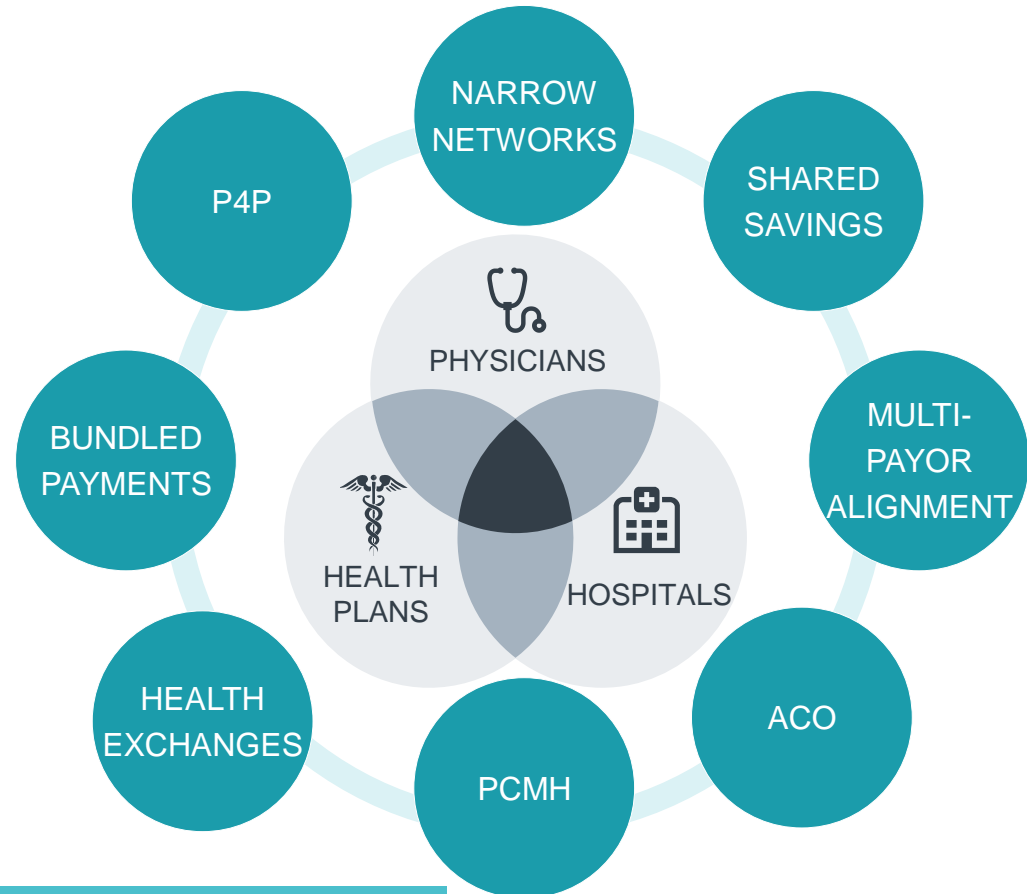 NARROW
NETWORKS
SHARED
SAVINGS
P4P
PHYSICIANS
BUNDLED
PAYMENTS
MULTI-
PAYOR
ALIGNMENT
HEALTH
PLANS
HOSPITALS
HEALTH
EXCHANGES
ACO
PCMH